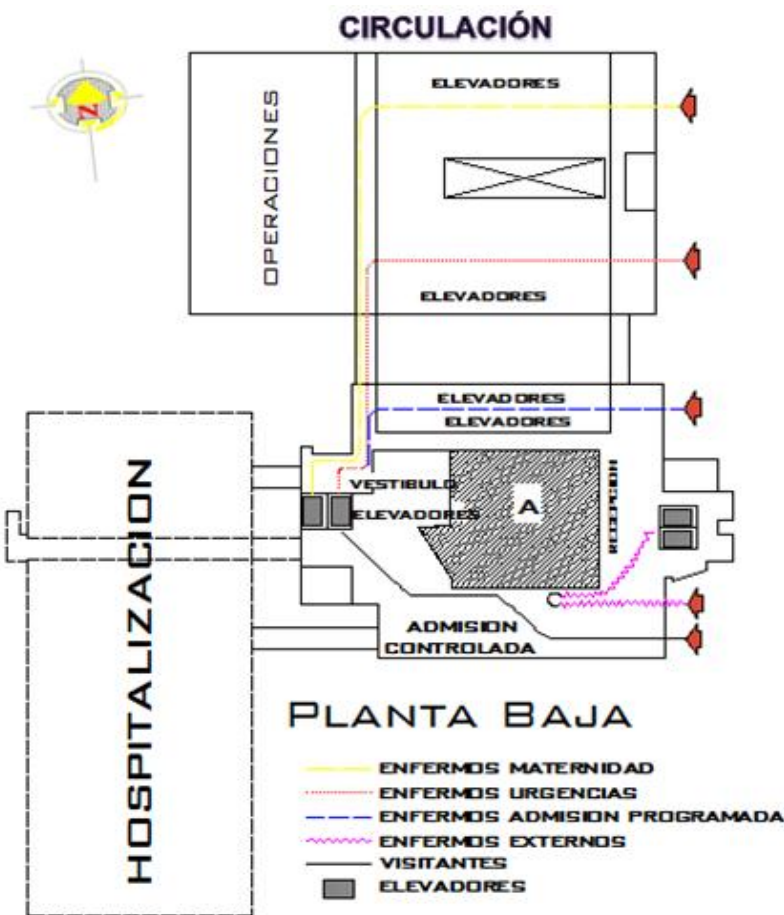 CIRCULACIÓN
N
ELEVADORES
OPERACIONES
ELEVADORES
ELEVADORES
ELEVADORES
VESTIBULO
ELEVADORES
A
RECEPCION
HOSPITALIZACION
ADMISION
CONTROLADA
PLANTA BAJA
ENFERMOS MATERNIDAD
ENFERMOS URGENCIAS
ENFERMOS ADMISION PROGRAMADA
ENFERMOS EXTERNOS
VISITANTES
ELEVADORES